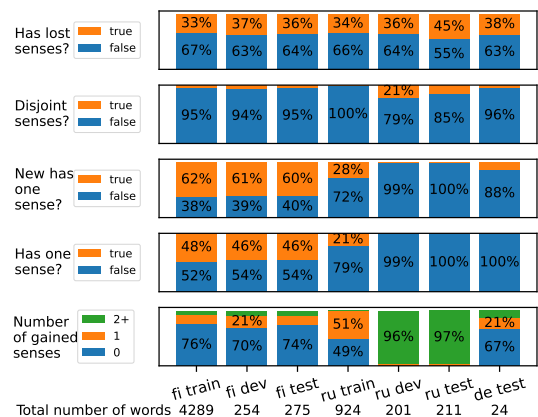 Has lost senses?
true
false
33% 37% 36% 34% 36% 45% 38%
67% 63% 64% 66% 64% 55% 63%
Disjoint senses?
true
false
21%
95% 94% 95% 100% 79% 85% 96%
New has one sense?
true
false
62% 61% 60% 28%
38% 39% 40% 72% 99% 100% 88%
Has one sense?
true
false
48% 46% 46% 21%
52% 54% 54% 79% 99% 100% 100%
Number of gained senses
2+
1
0
21% 51% 96% 97% 21%
76% 70% 74% 49% 67%
fi train fi dev fi test ru train ru dev ru test de test
Total number of words 4289 254 275 924 201 211 24